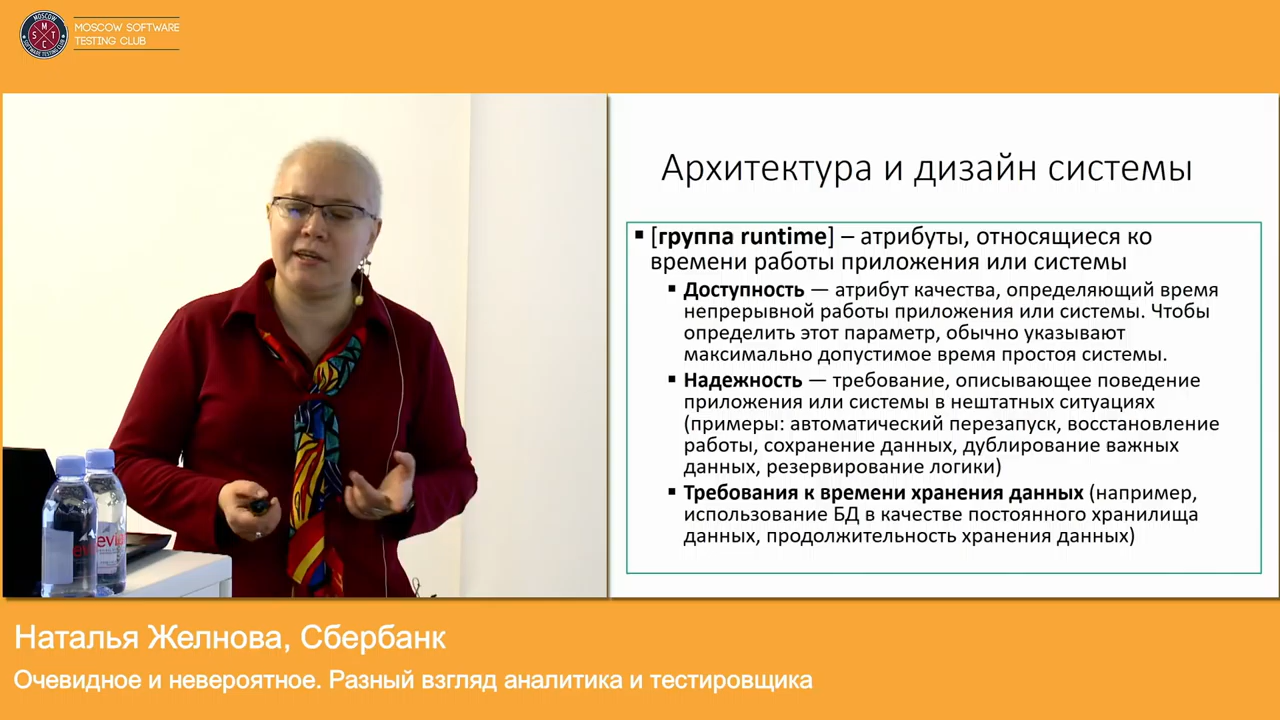 MOSCOW SOFTWARE
TESTING CLUB
MOSCOW
S M T C
Архитектура и дизайн системы
[группа runtime] – атрибуты, относящиеся ко
времени работы приложения или системы
Доступность — атрибут качества, определяющий время
непрерывной работы приложения или системы. Чтобы
определить этот параметр, обычно указывают
максимально допустимое время простоя системы.
Надежность — требование, описывающее поведение
приложения или системы в нештатных ситуациях
(примеры: автоматический перезапуск, восстановление
работы, сохранение данных, дублирование важных
данных, резервирование логики)
Требования к времени хранения данных (например,
использование БД в качестве постоянного хранилища
данных, продолжительность хранения данных)
Наталья Желнова, Сбербанк
Очевидное и невероятное. Разный взгляд аналитика и тестировщика